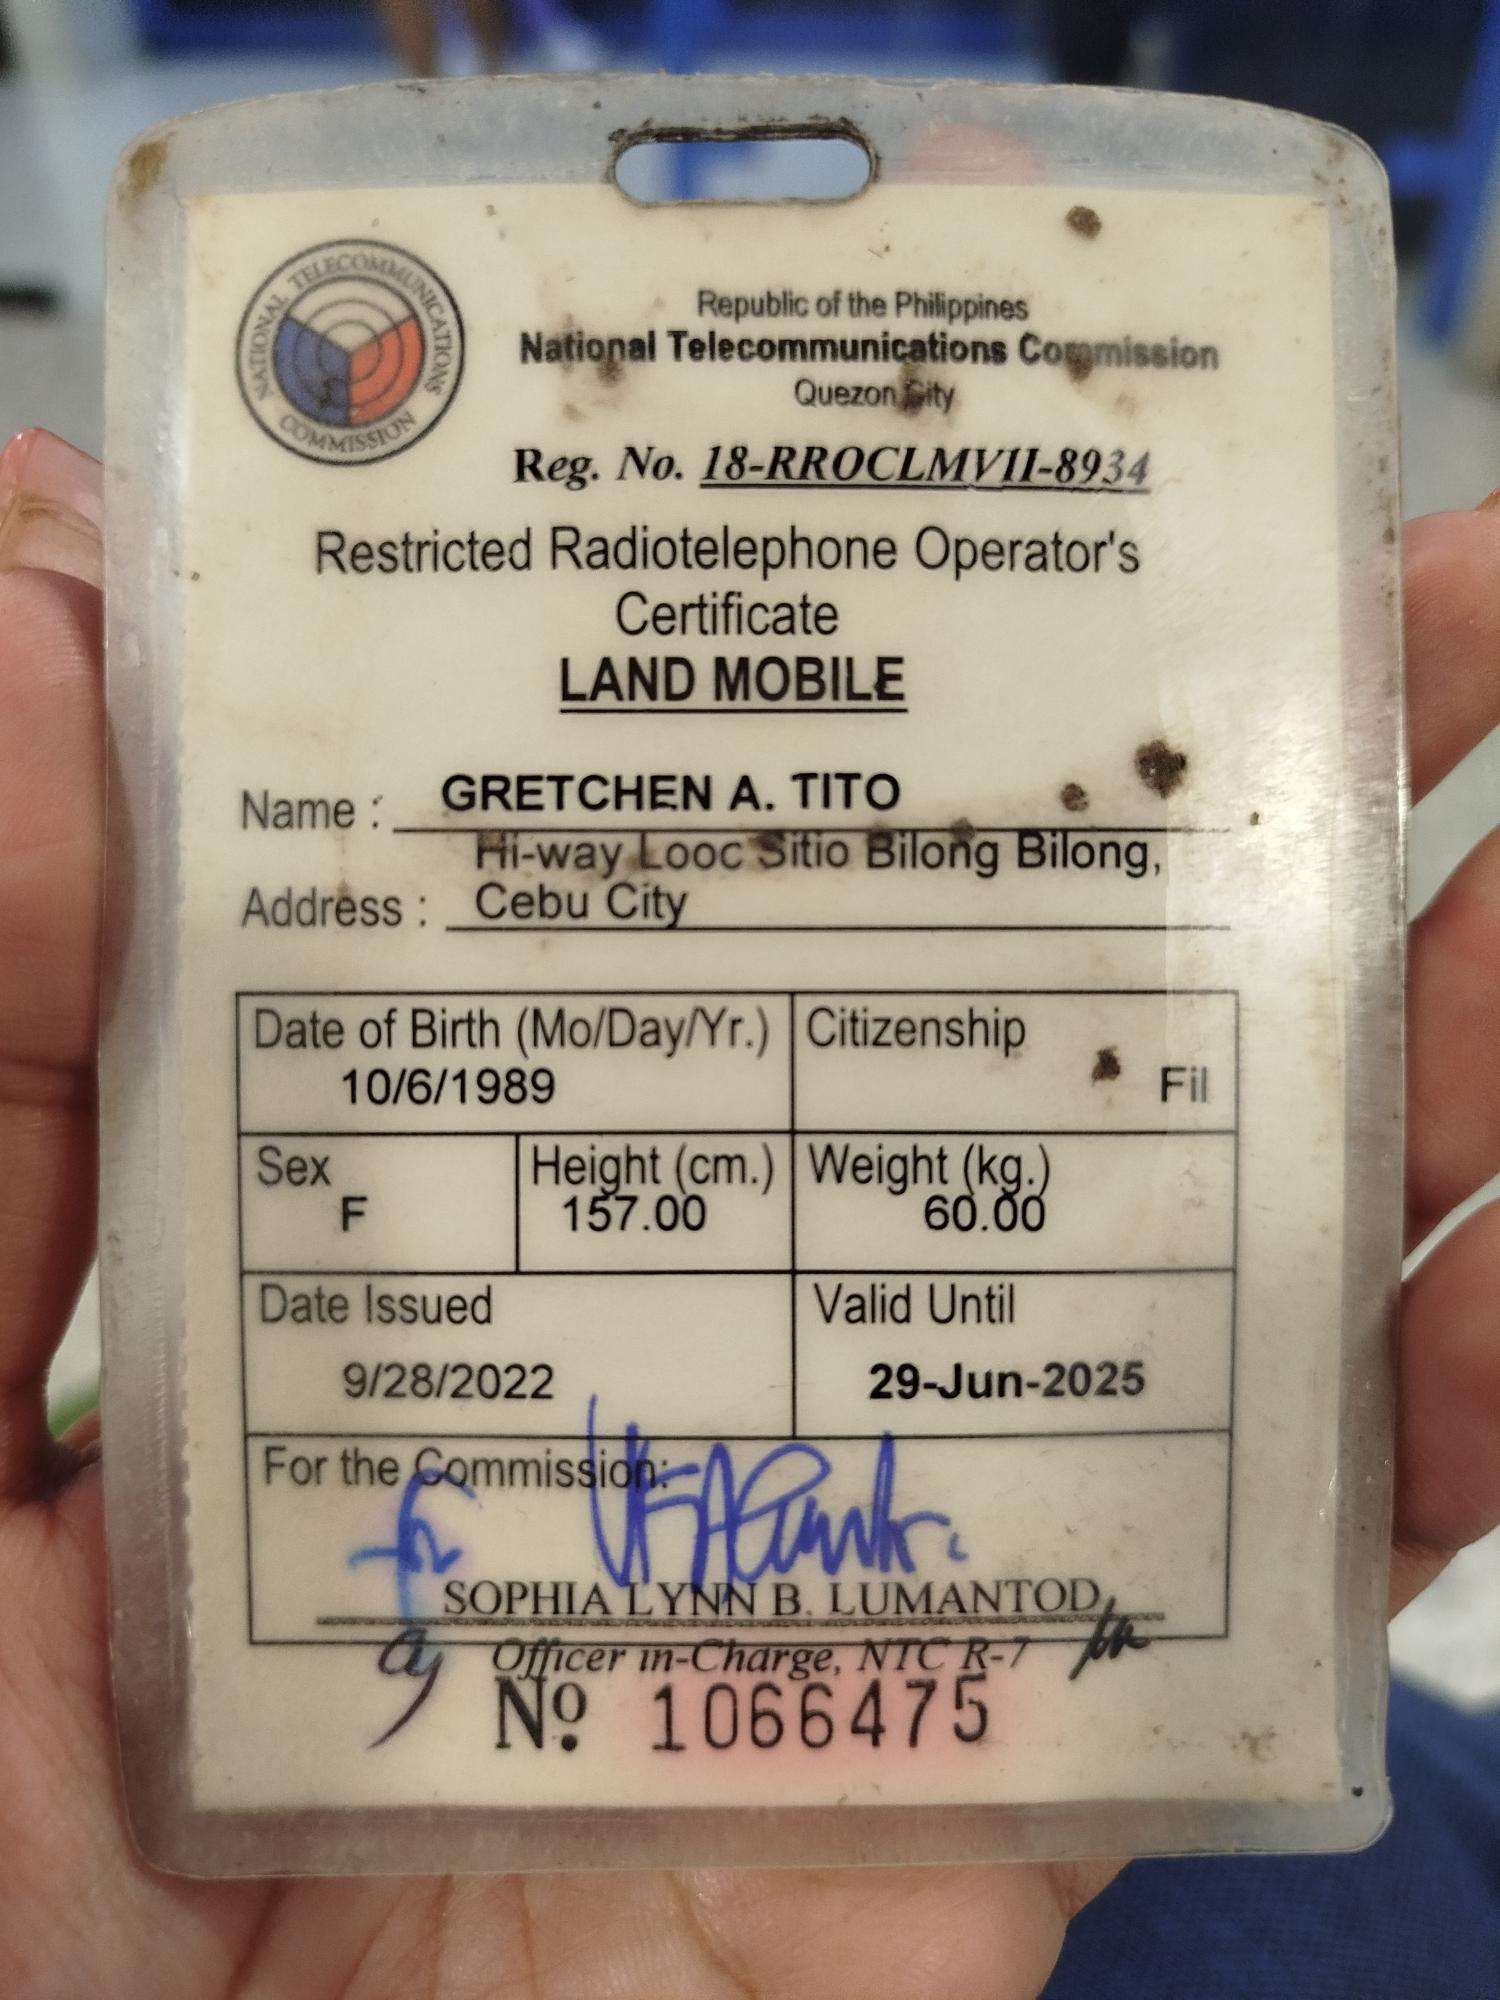 NATIONAL TELECOMMUNICATIONS COMMISSION
Republic of the Philippines
National Telecommunications Commission
Quezon City
Reg. No. 18-RROCLMVII-8934
Restricted Radiotelephone Operator's
Certificate
LAND MOBILE
Name : GRETCHEN A. TITO
Hi-way Looc Sitio Bilong Bilong,
Address : Cebu City
Date of Birth (Mo/Day/Yr.) Citizenship
10/6/1989 Fil
Sex Height (cm.) Weight (kg.)
F 157.00 60.00
Date Issued Valid Until
9/28/2022 29-Jun-2025
For the Commission:
SOPHIA LYNN B. LUMANTOD
Officer in-Charge, NTC R-7
No. 1066475